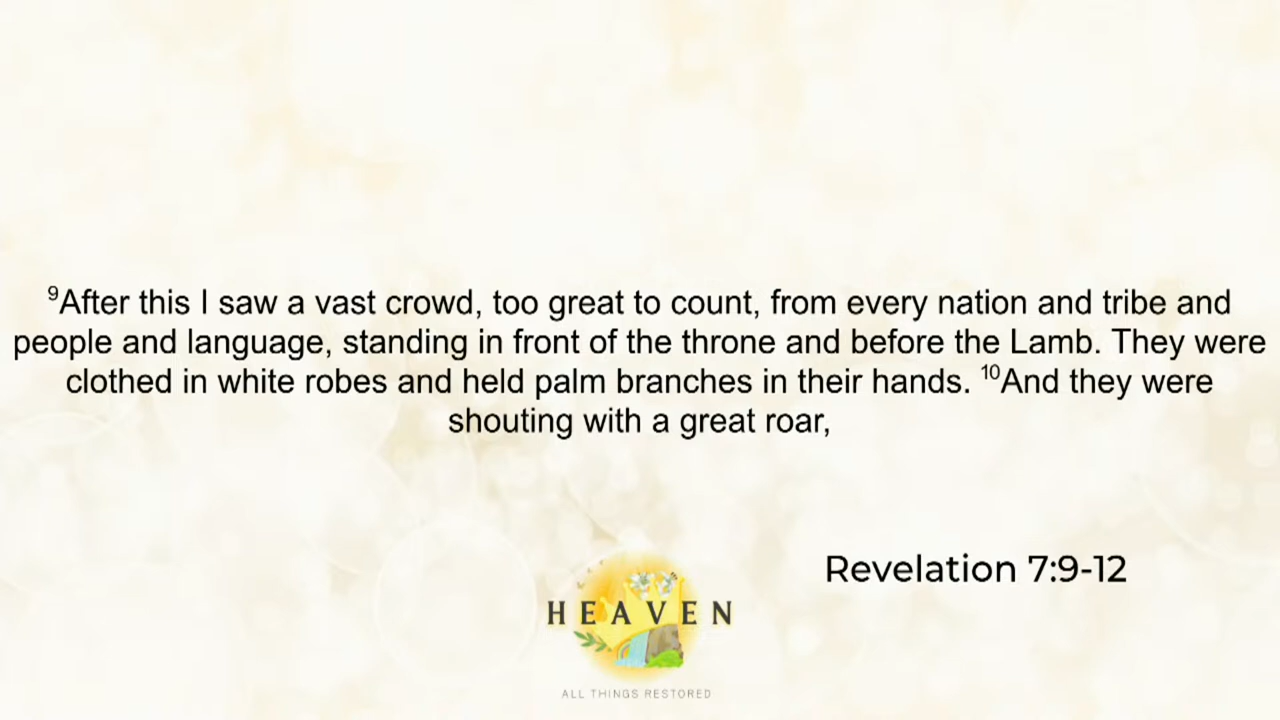 ⁹After this I saw a vast crowd, too great to count, from every nation and tribe and
people and language, standing in front of the throne and before the Lamb. They were
clothed in white robes and held palm branches in their hands. ¹⁰And they were
shouting with a great roar,
Revelation 7:9-12
HEAVEN
ALL THINGS RESTORED